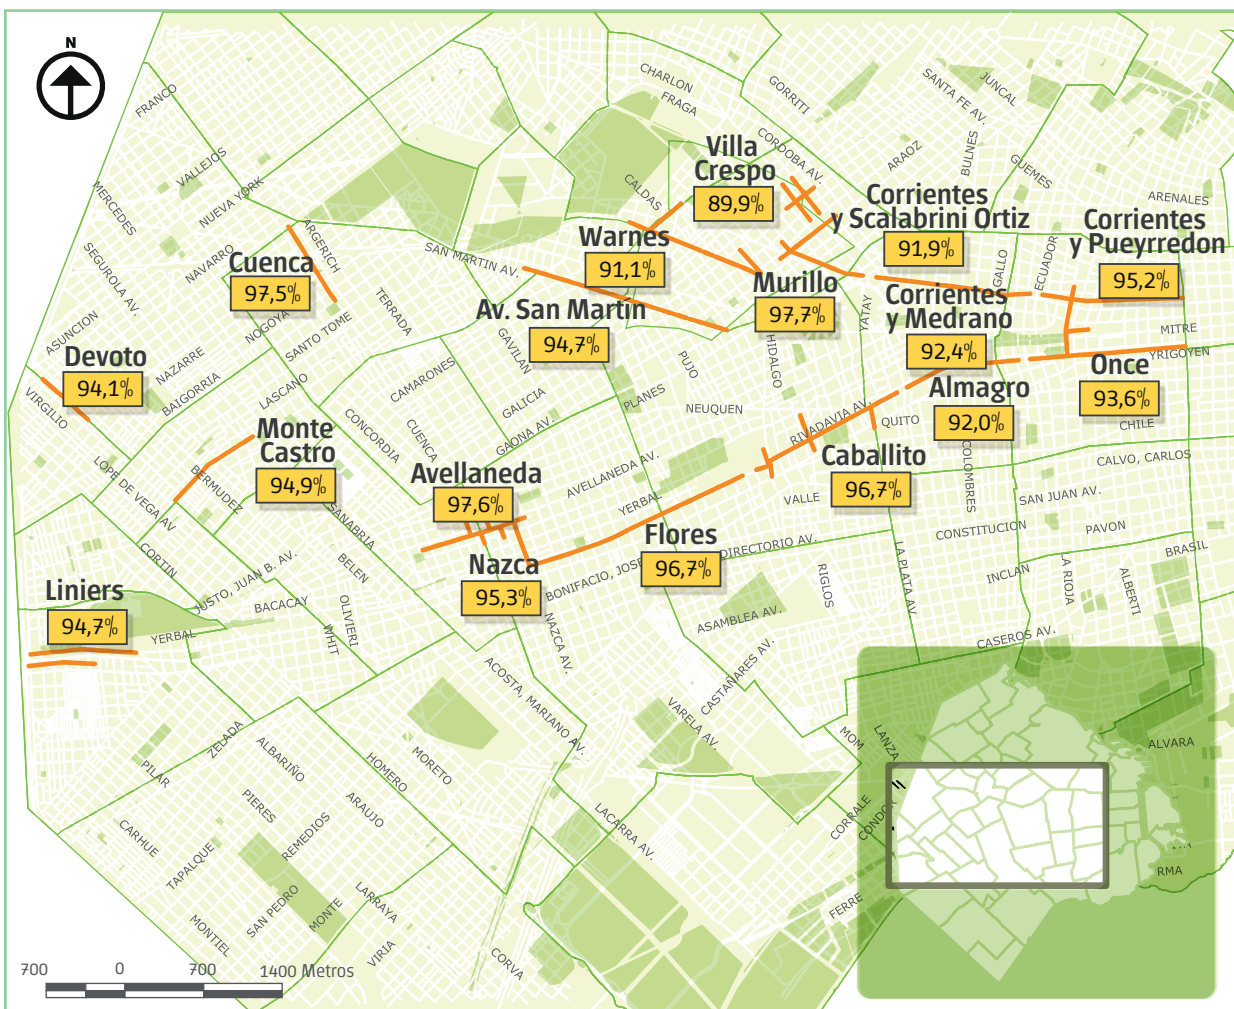 N
CHARLON
FRAGA
GORRITI
SANTA FE AV.
JUNCAL
FRANCO
CORDOBA AV.
ARAOZ
BULNES
GUEMES
ARENALES
VALLEJOS
MERCEDES
NUEVA YORK
CALDAS
Villa
Crespo
89,9%
Corrientes
y Scalabrini Ortiz
91,9%
Corrientes
y Pueyrredon
95,2%
SEGUROLA AV.
NAVARRO
ARGERICH
SAN MARTIN AV.
Warnes
91,1%
GALLO
ECUADOR
Cuenca
97,5%
Murillo
97,7%
YATAY
Corrientes
y Medrano
92,4%
MITRE
YRIGOYEN
ASUNCION
NOGOYA
SANTO TOME
TERRADA
Av. San Martín
94,7%
GAVILAN
HIDALGO
Devoto
94,1%
NAZARRE
BAIGORRIA
LASCANO
CAMARONES
PUJO
Once
93,6%
VIRGILIO
GALICIA
PLANES
NEUQUEN
Almagro
92,0%
CONCORDIA
CUENCA
GAONA AV.
RIVADAVIA AV.
QUITO
CHILE
Monte
Castro
94,9%
Avellaneda
97,6%
AVELLANEDA AV.
Caballito
96,7%
COLOMBRES
CALVO, CARLOS
LOPE DE VEGA AV
BERMUDEZ
SANABRIA
YERBAL
VALLE
SAN JUAN AV.
CONSTITUCION
PAVON
CORTIN
BELEN
Nazca
95,3%
Flores
96,7%
DIRECTORIO AV.
LA PLATA AV.
BRASIL
Liniers
94,7%
JUSTO, JUAN B. AV.
BONIFACIO, JOSE
RIGLOS
INCLAN
LA RIOJA
ALBERTI
YERBAL
BACACAY
WHIT
OLIVIERI
NAZCA AV.
ASAMBLEA AV.
CASEROS AV.
ACOSTA, MARIANO AV.
CASTAÑARES AV.
VARELA AV.
ZELADA
ALBARIÑO
MOM
LANZA
ALVARA
PILAR
HOMERO
MORETO
PIERES
ARAUJO
LACARRA AV.
CORRALE
CONDO
CARHUE
TAPALQUE
REMEDIOS
RMA
SAN PEDRO
MONTE
LARRAYA
FERRE
MONTIEL
VIRIA
CORVA
700 0 700 1400 Metros